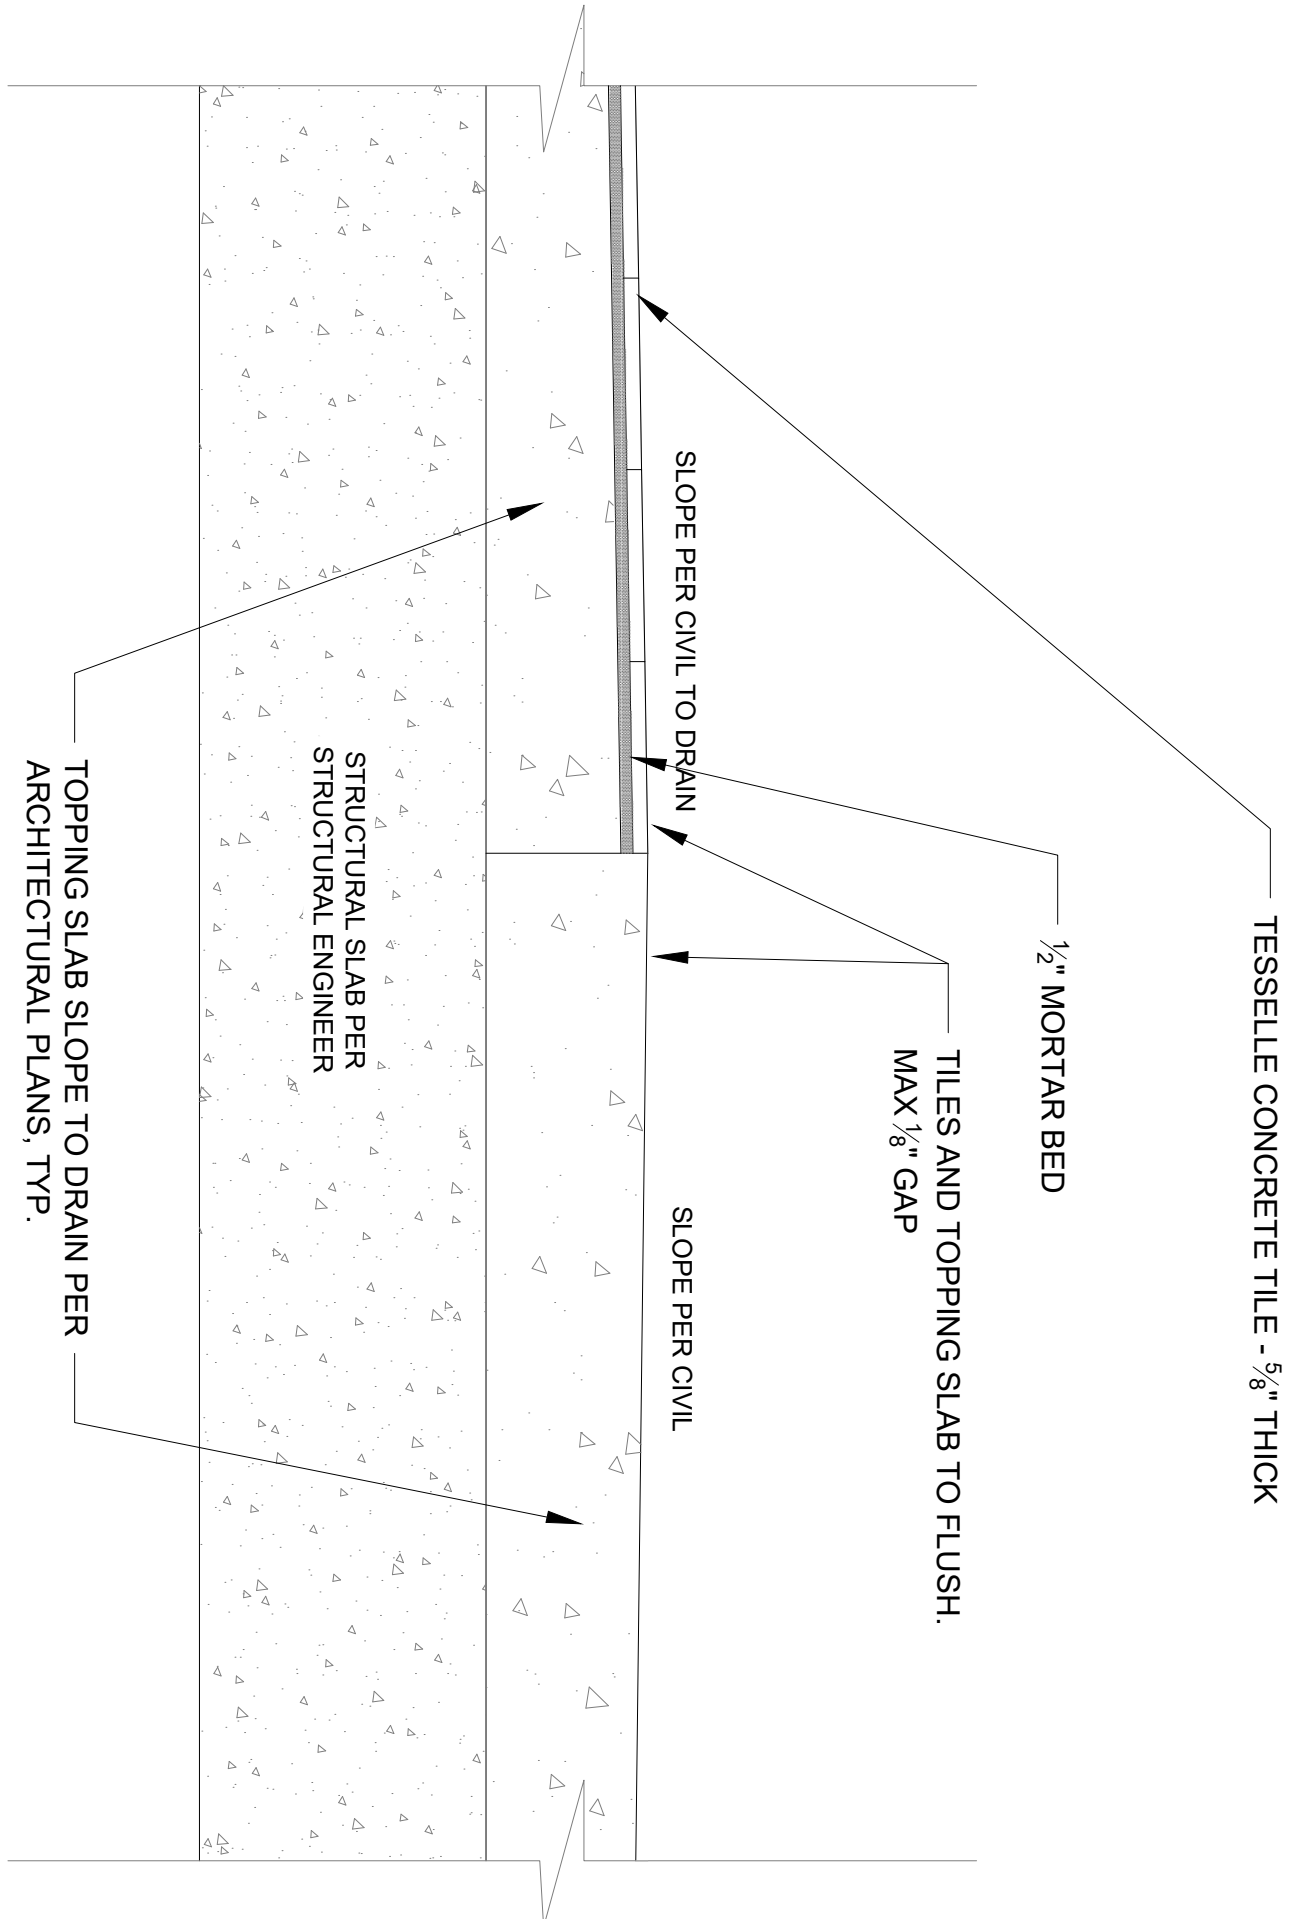 TESSELLE CONCRETE TILE - ⅝" THICK
½" MORTAR BED
TILES AND TOPPING SLAB TO FLUSH.
MAX ⅛" GAP
SLOPE PER CIVIL TO DRAIN
SLOPE PER CIVIL
STRUCTURAL SLAB PER
STRUCTURAL ENGINEER
TOPPING SLAB SLOPE TO DRAIN PER
ARCHITECTURAL PLANS, TYP.